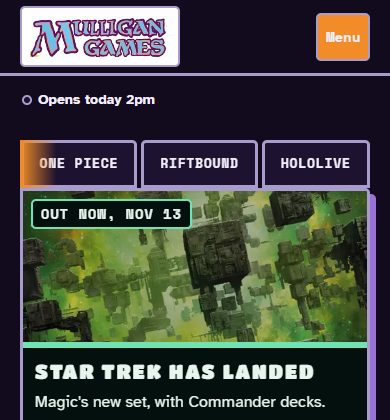 MULLIGAN
GAMES
Menu
Opens today 2pm
ONE PIECE
RIFTBOUND
HOLOLIVE
OUT NOW, NOV 13
STAR TREK HAS LANDED
Magic's new set, with Commander decks.